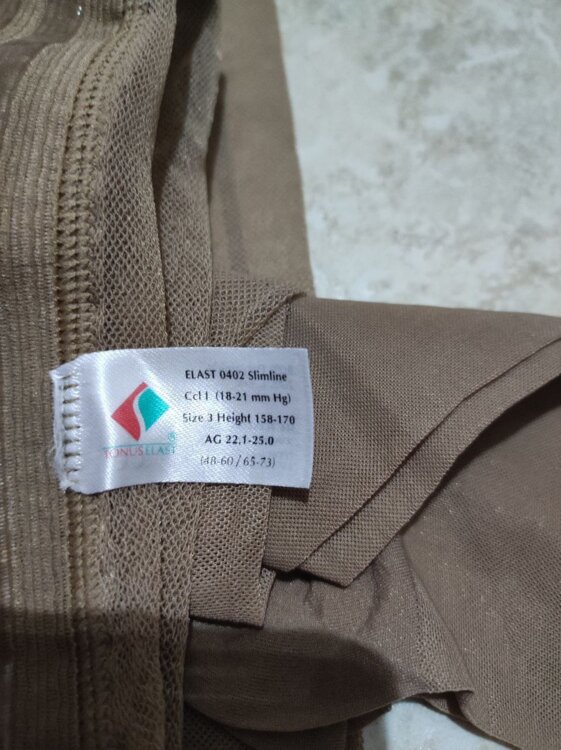 ELAST 0402 Slimline
Ccl I (18-21 mm Hg)
Size 3 Height 158-170
AG 22,1-25.0
(48-60 / 65-73)
TONUS ELAST ®